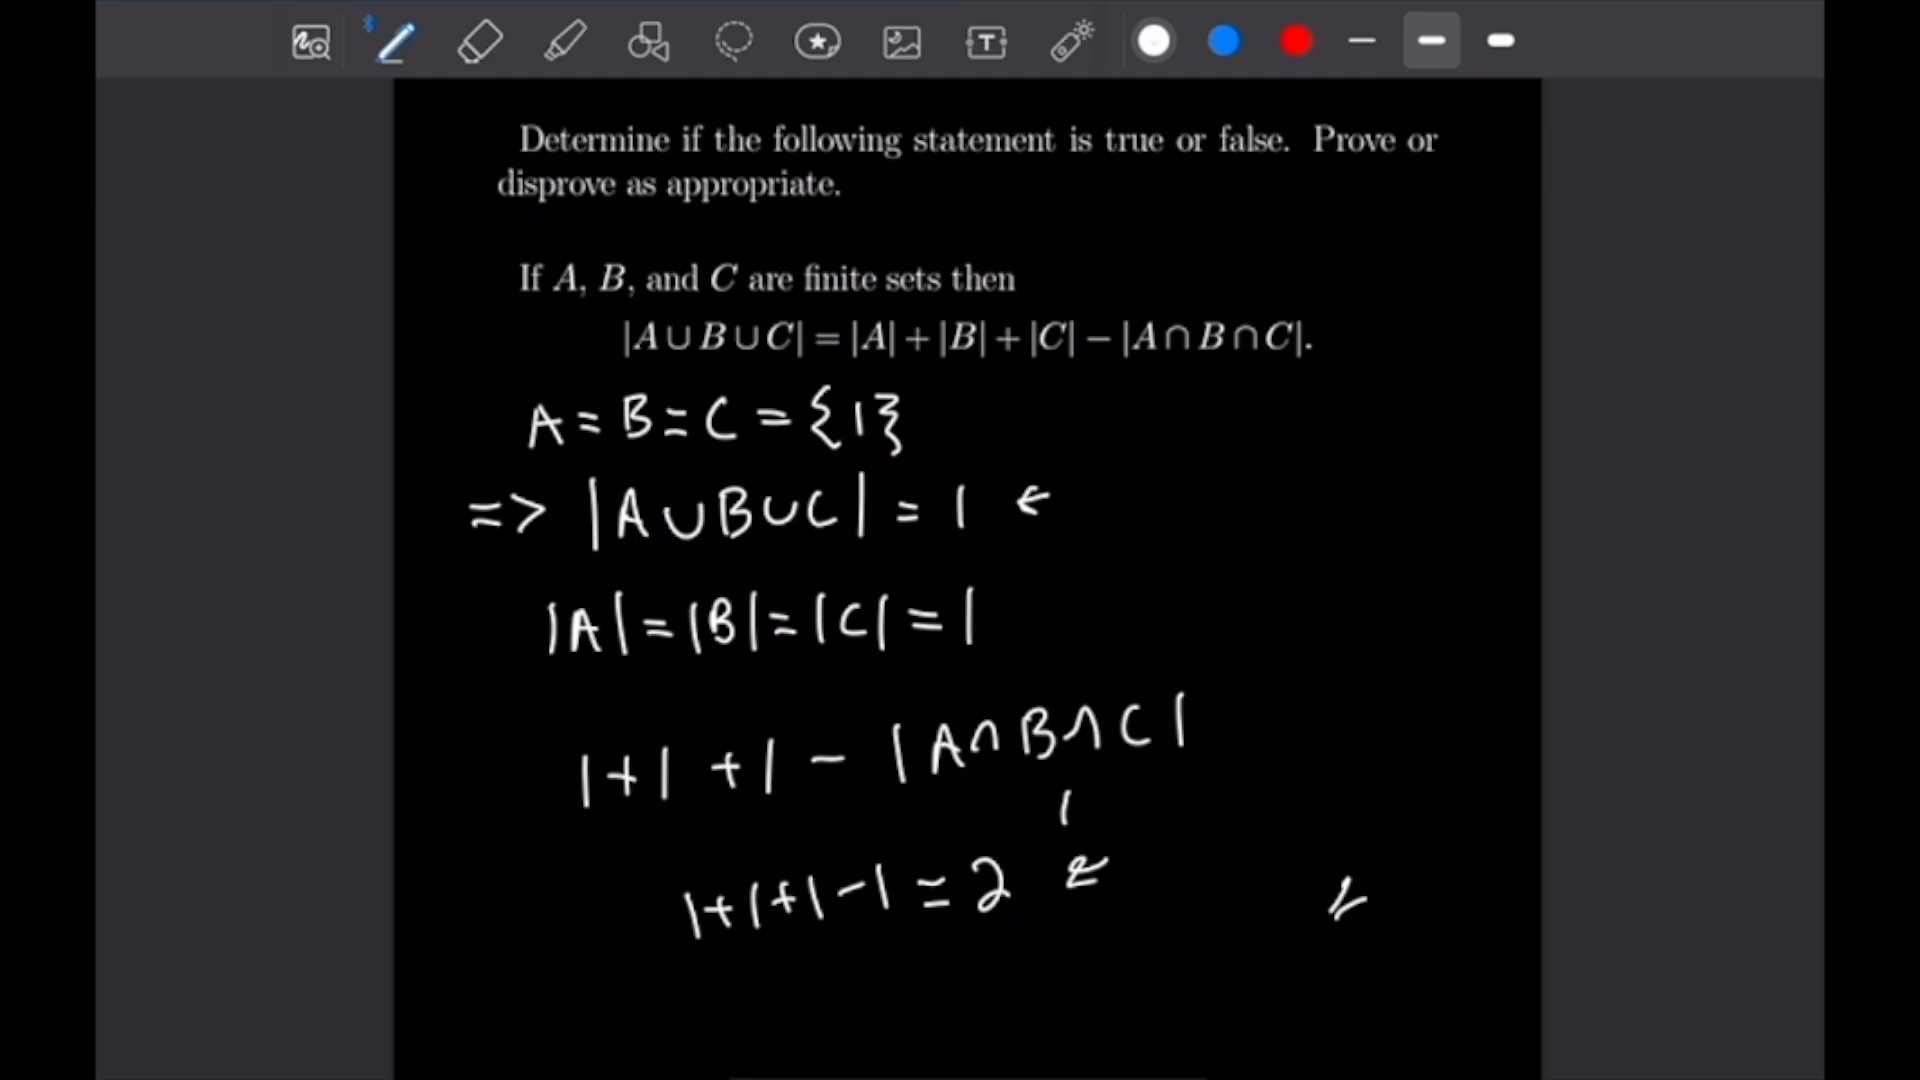 Determine if the following statement is true or false. Prove or
disprove as appropriate.
If A, B, and C are finite sets then
|A ∪ B ∪ C| = |A| + |B| + |C| − |A ∩ B ∩ C|.
A = B = C = {1}
=> |A ∪ B ∪ C| = 1 ←
|A| = |B| = |C| = 1
1 + 1 + 1 − |A ∩ B ∩ C|
1
1 + 1 + 1 − 1 = 2 ←